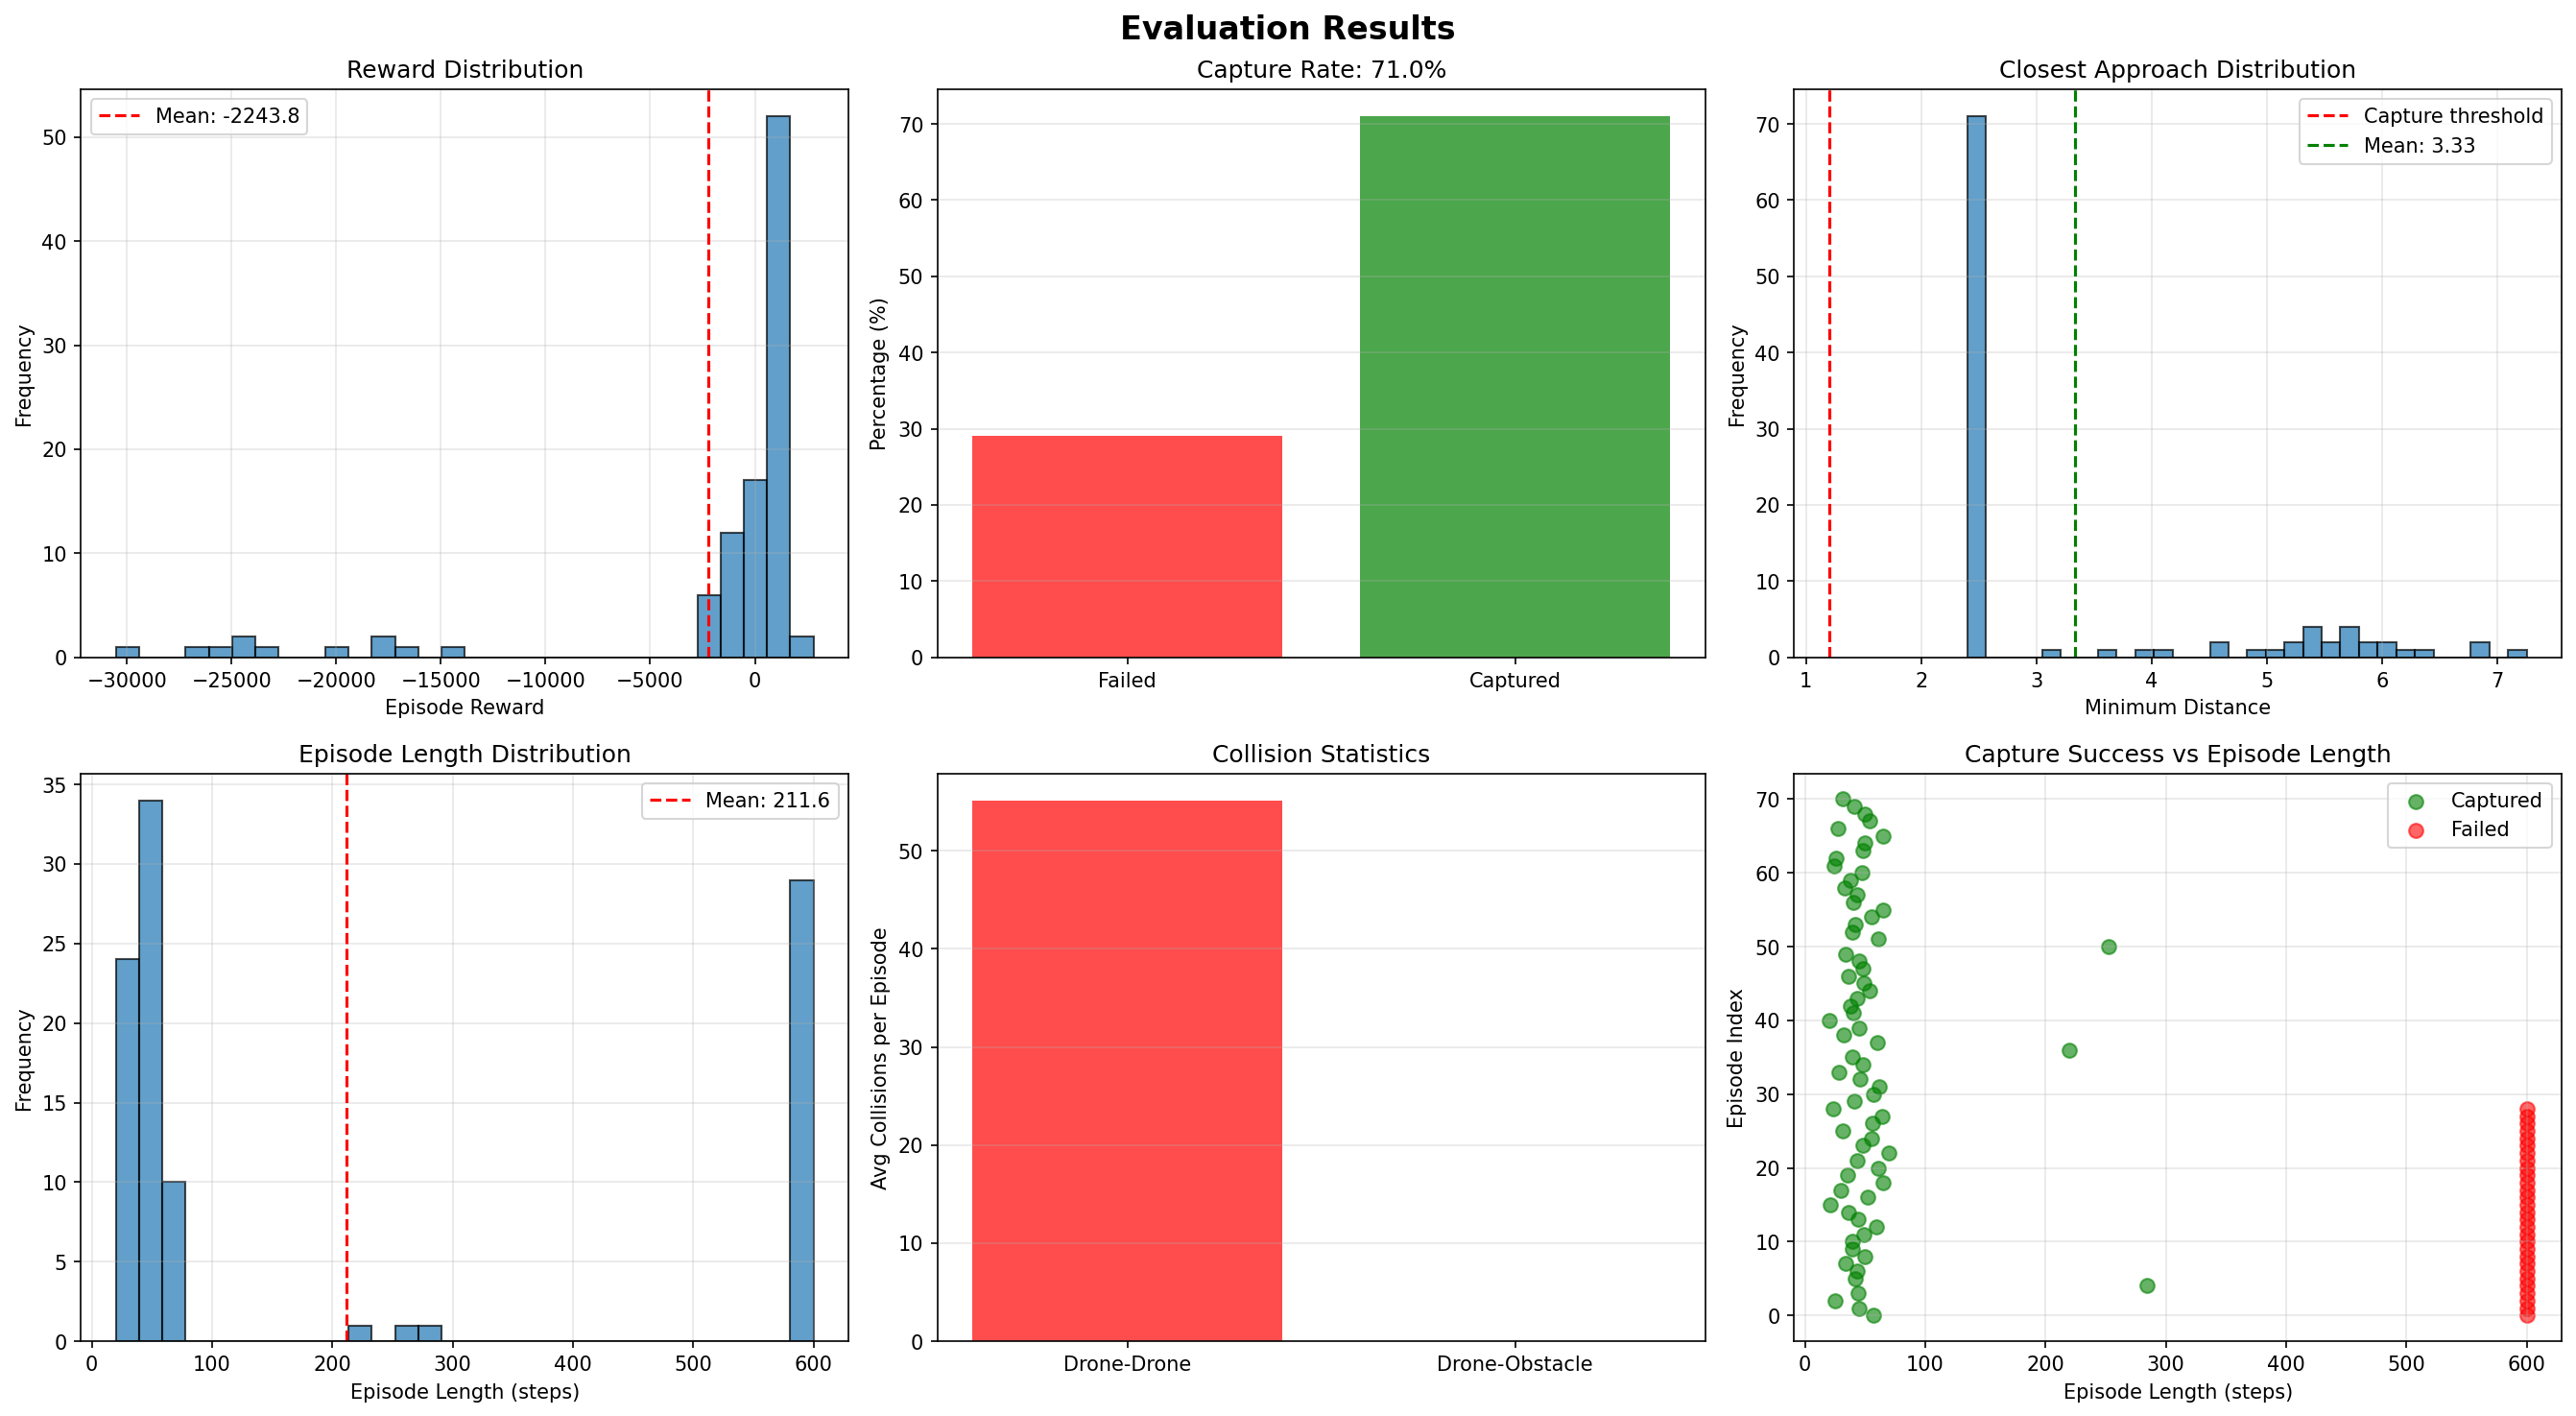 Evaluation Results
Reward Distribution
Mean: -2243.8
Frequency
50
40
30
20
10
0
−30000 −25000 −20000 −15000 −10000 −5000 0
Episode Reward
Capture Rate: 71.0%
Percentage (%)
70
60
50
40
30
20
10
0
Failed Captured
Closest Approach Distribution
Capture threshold
Mean: 3.33
Frequency
70
60
50
40
30
20
10
0
1 2 3 4 5 6 7
Minimum Distance
Episode Length Distribution
Mean: 211.6
Frequency
35
30
25
20
15
10
5
0
0 100 200 300 400 500 600
Episode Length (steps)
Collision Statistics
Avg Collisions per Episode
50
40
30
20
10
0
Drone-Drone Drone-Obstacle
Capture Success vs Episode Length
Captured
Failed
Episode Index
70
60
50
40
30
20
10
0
0 100 200 300 400 500 600
Episode Length (steps)